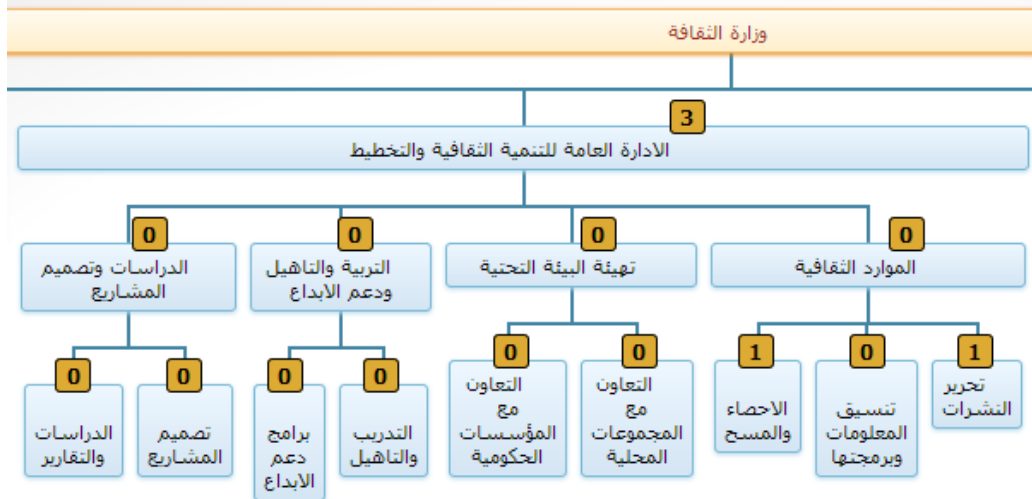 وزارة الثقافة
3
الادارة العامة للتنمية الثقافية والتخطيط
0
الموارد الثقافية
0
تهيئة البيئة التحتية
0
التربية والتاهيل
ودعم الابداع
0
الدراسات وتصميم
المشاريع
1
تحرير
النشرات
0
تنسيق
المعلومات
وبرمجتها
1
الاحصاء
والمسح
0
التعاون
مع
المجموعات
المحلية
0
التعاون
مع
المؤسسات
الحكومية
0
التدريب
والتاهيل
0
برامج
دعم
الابداع
0
تصميم
المشاريع
0
الدراسات
والتقارير